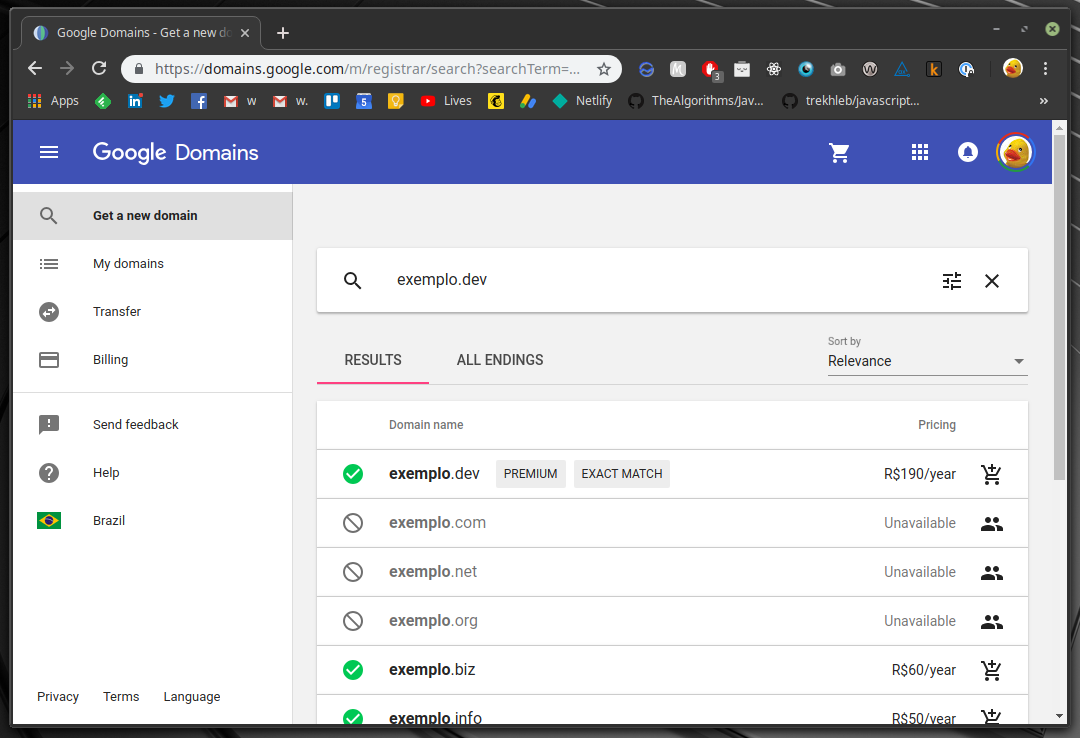 Google Domains - Get a new do
https://domains.google.com/m/registrar/search?searchTerm=...
3
Apps
w
w.
5
Lives
Netlify
TheAlgorithms/Jav...
trekhleb/javascript...
»
Google Domains
Get a new domain
My domains
Transfer
Billing
Send feedback
Help
Brazil
Privacy Terms Language
exemplo.dev
RESULTS ALL ENDINGS
Sort by
Relevance
Domain name Pricing
exemplo.dev PREMIUM EXACT MATCH R$190/year
exemplo.com Unavailable
exemplo.net Unavailable
exemplo.org Unavailable
exemplo.biz R$60/year
exemplo.info R$50/year